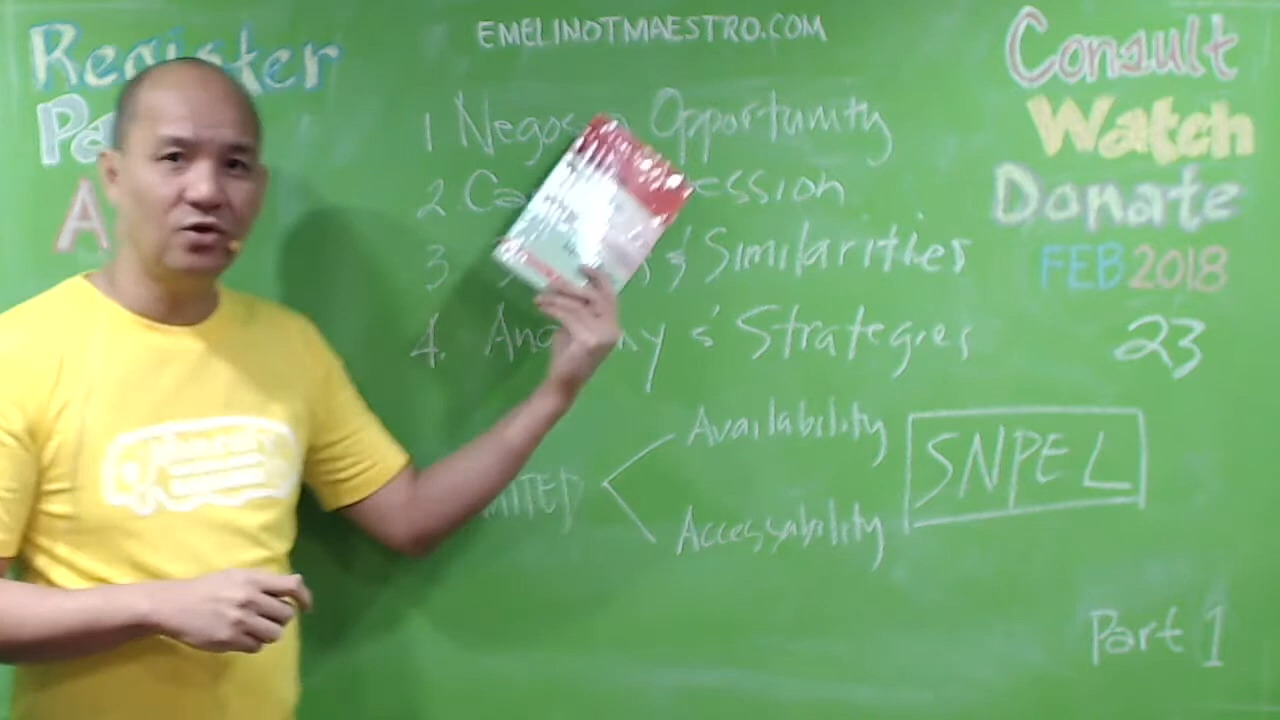 EMELINOTMAESTRO.COM
Register
Consult
Watch
Donate
FEB 2018
23
1 Opportunity
2.
3 & Similarities
4. & Strategies
Availability
Accessability
SNPEL
Part 1